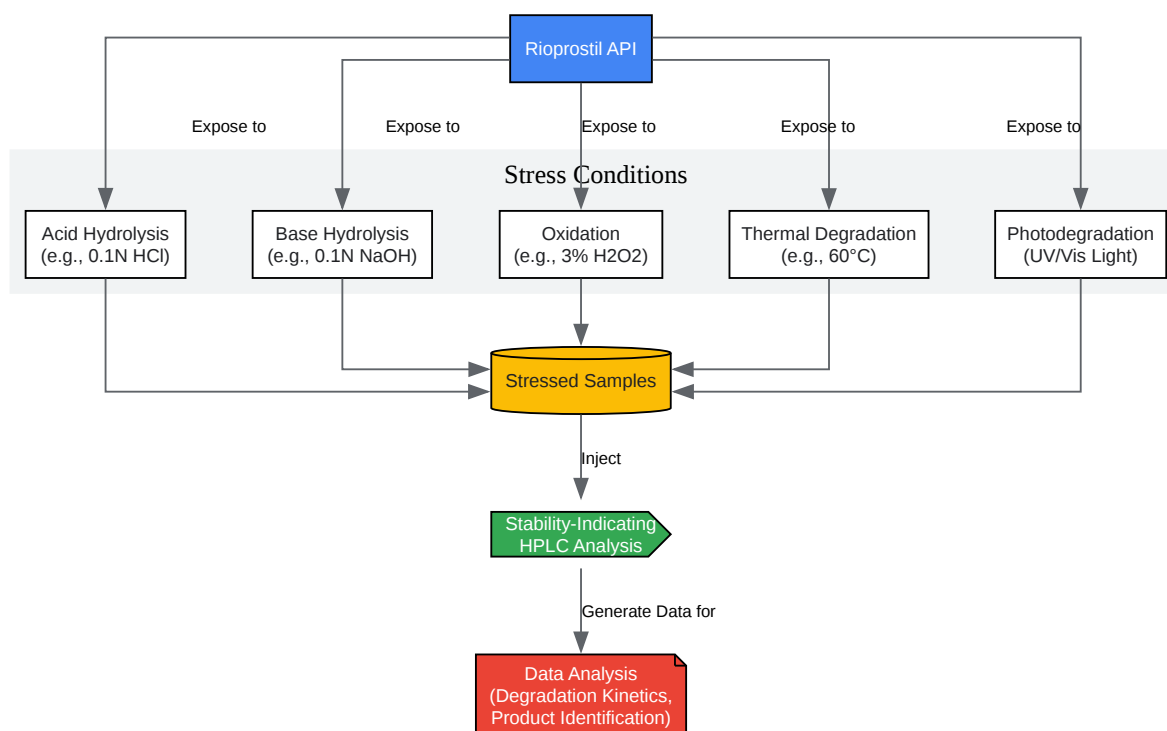 Rioprostil API
Expose to
Expose to
Expose to
Expose to
Expose to
Stress Conditions
Acid Hydrolysis
(e.g., 0.1N HCl)
Base Hydrolysis
(e.g., 0.1N NaOH)
Oxidation
(e.g., 3% H2O2)
Thermal Degradation
(e.g., 60°C)
Photodegradation
(UV/Vis Light)
Stressed Samples
Inject
Stability-Indicating
HPLC Analysis
Generate Data for
Data Analysis
(Degradation Kinetics,
Product Identification)